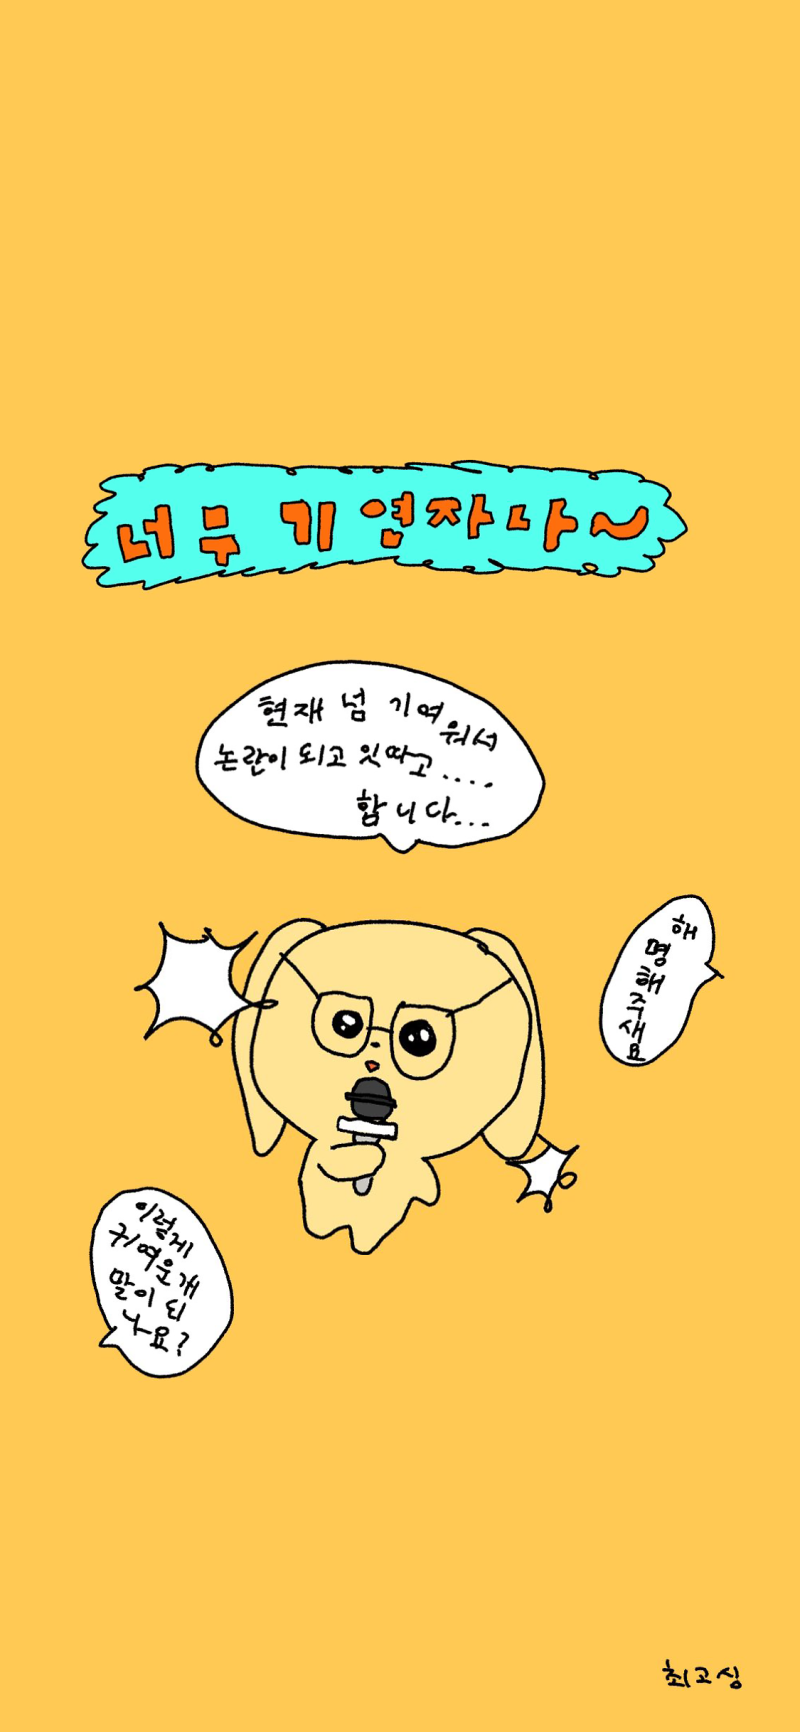 너무 기엽자나~
현재 넘 기여워서
논란이 되고 잇따고....
합니다...
해
명
해
주
새
요
이렇게
귀여운개
말이 되
나요?
최고심